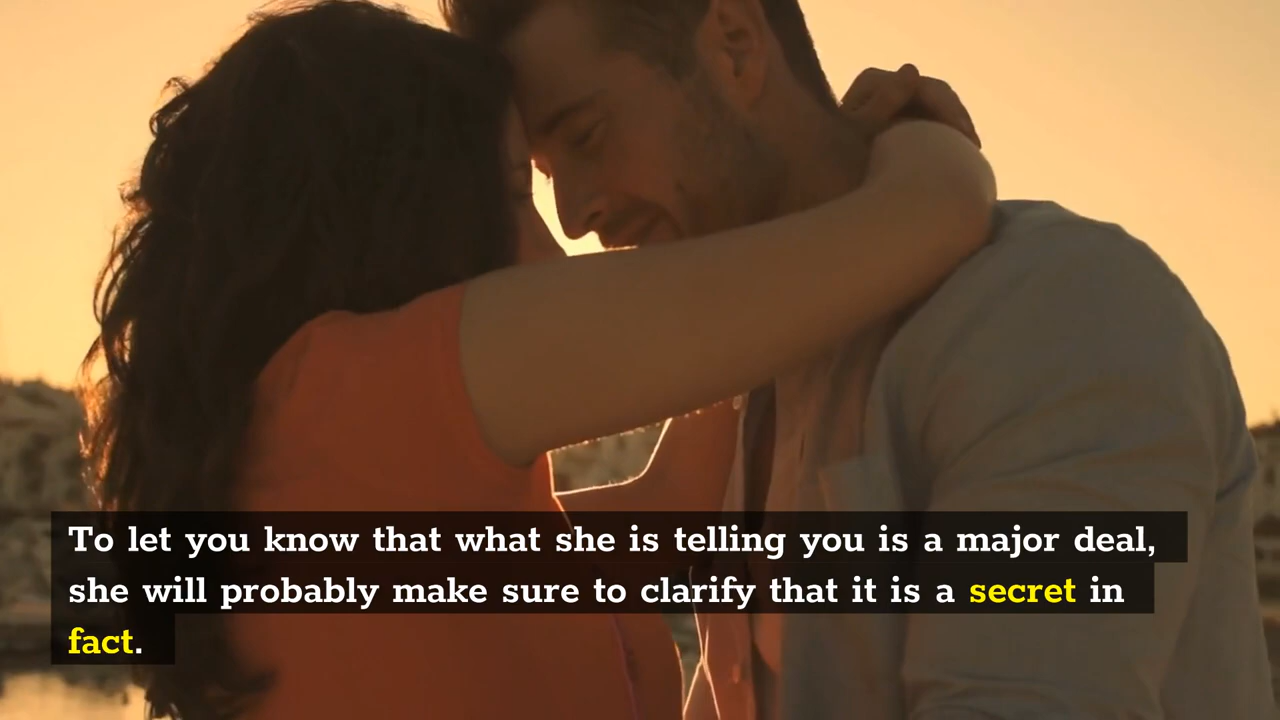 To let you know that what she is telling you is a major deal,
she will probably make sure to clarify that it is a secret in
fact.